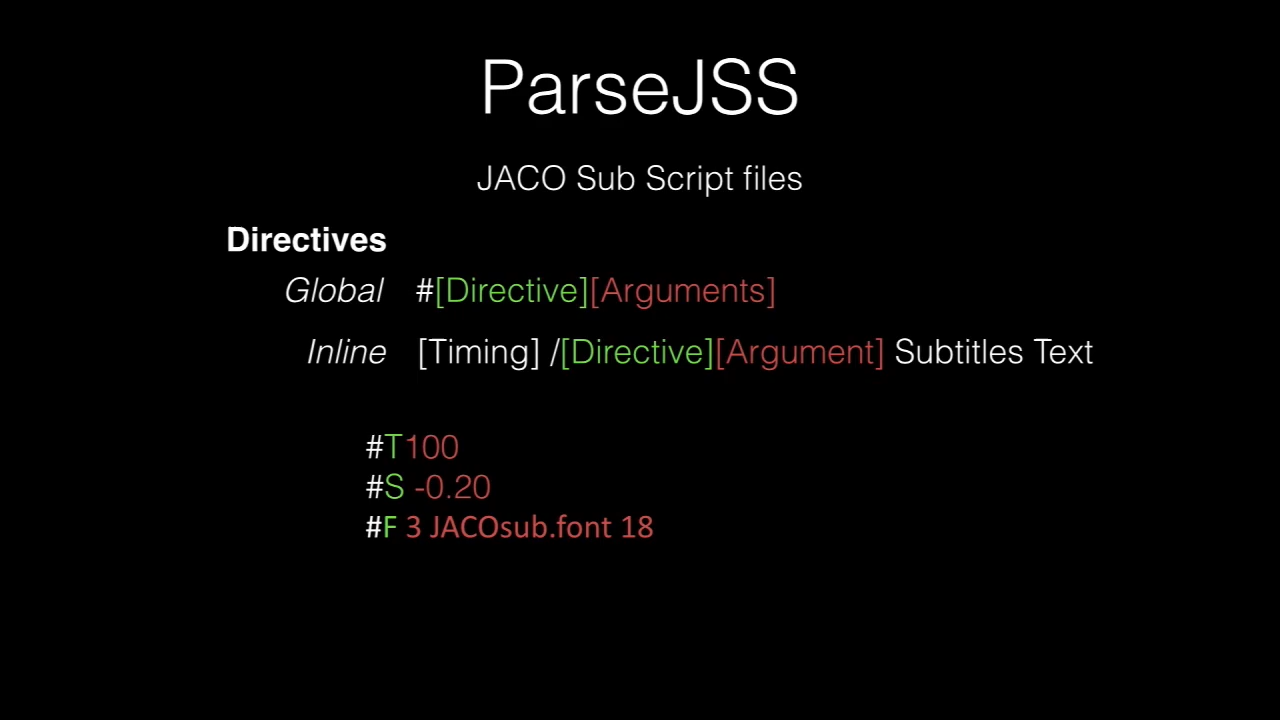 ParseJSS
JACO Sub Script files
Directives
Global #[Directive][Arguments]
Inline [Timing] /[Directive][Argument] Subtitles Text
#T100
#S -0.20
#F 3 JACOsub.font 18